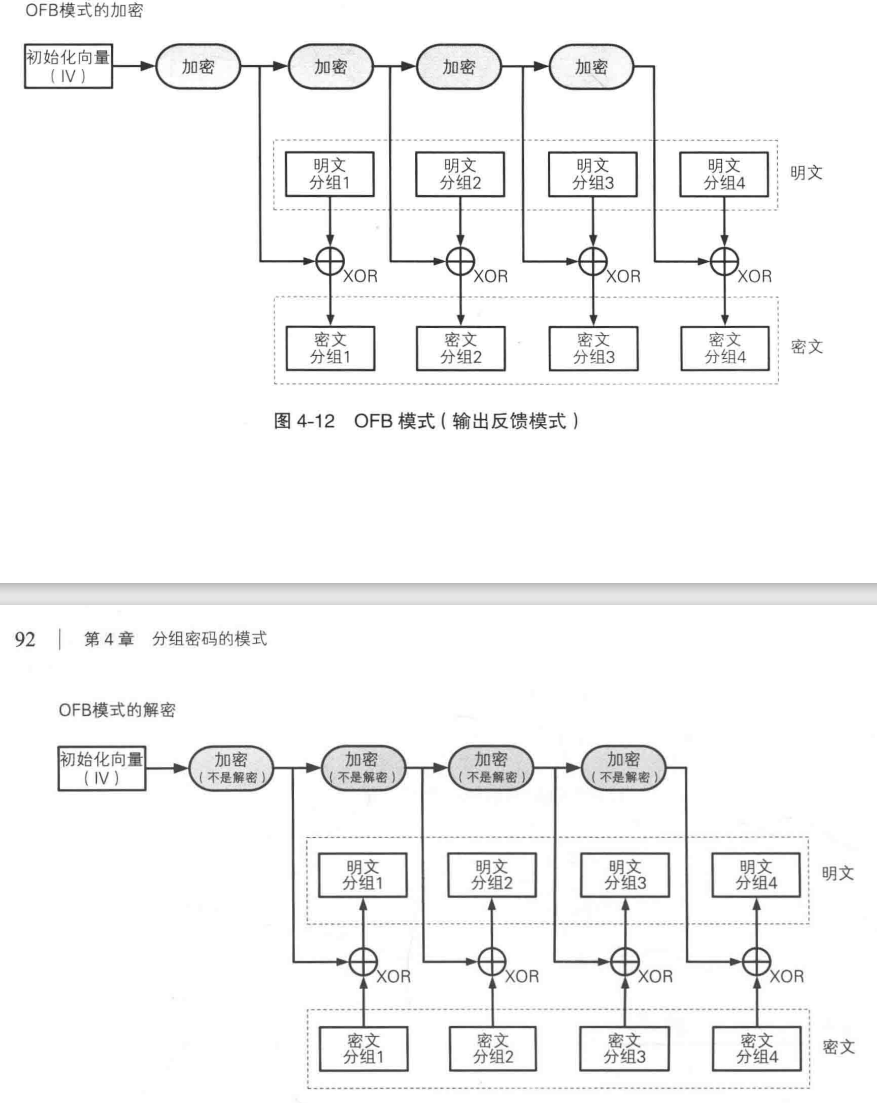 OFB模式的加密
初始化向量
(IV)
加密
加密
加密
加密
明文
分组1
明文
分组2
明文
分组3
明文
分组4
明文
XOR
XOR
XOR
XOR
密文
分组1
密文
分组2
密文
分组3
密文
分组4
密文
图 4-12 OFB 模式(输出反馈模式)
92 | 第 4 章 分组密码的模式
OFB模式的解密
初始化向量
(IV)
加密
(不是解密)
加密
(不是解密)
加密
(不是解密)
加密
(不是解密)
明文
分组1
明文
分组2
明文
分组3
明文
分组4
明文
XOR
XOR
XOR
XOR
密文
分组1
密文
分组2
密文
分组3
密文
分组4
密文